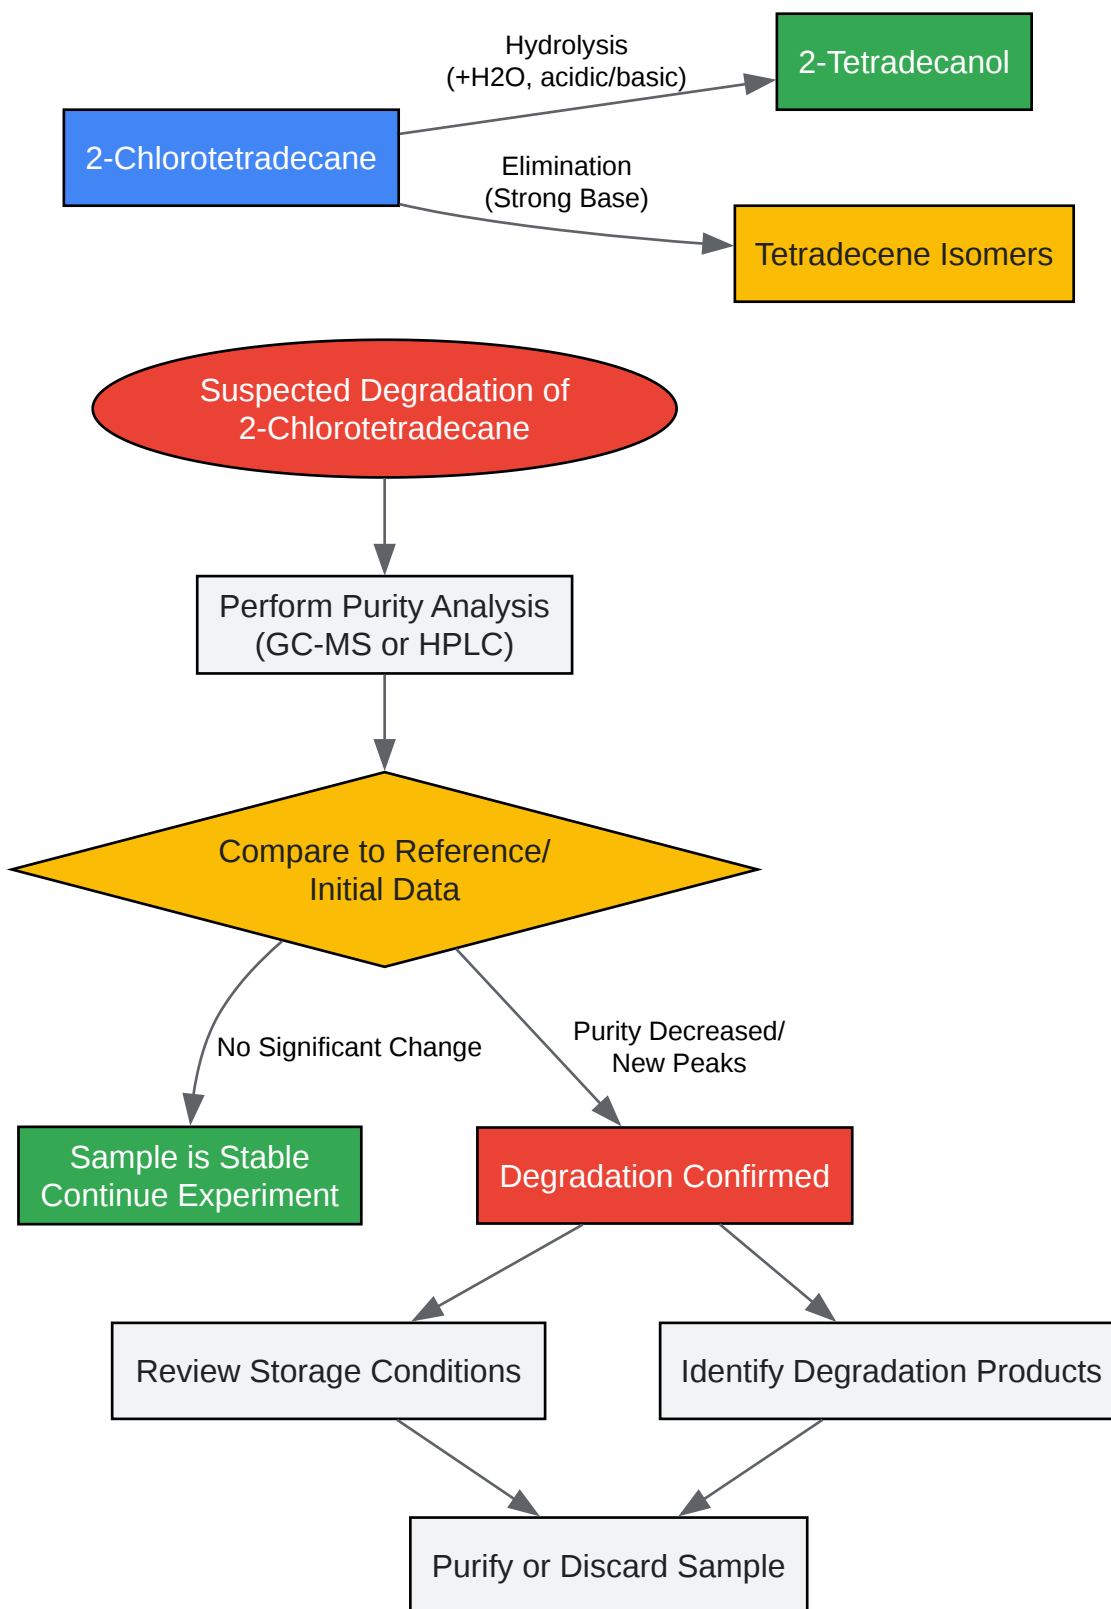 Hydrolysis
(+H2O, acidic/basic)
2-Tetradecanol
2-Chlorotetradecane
Elimination
(Strong Base)
Tetradecene Isomers
Suspected Degradation of
2-Chlorotetradecane
Perform Purity Analysis
(GC-MS or HPLC)
Compare to Reference/
Initial Data
No Significant Change
Purity Decreased/
New Peaks
Sample is Stable
Continue Experiment
Degradation Confirmed
Review Storage Conditions
Identify Degradation Products
Purify or Discard Sample